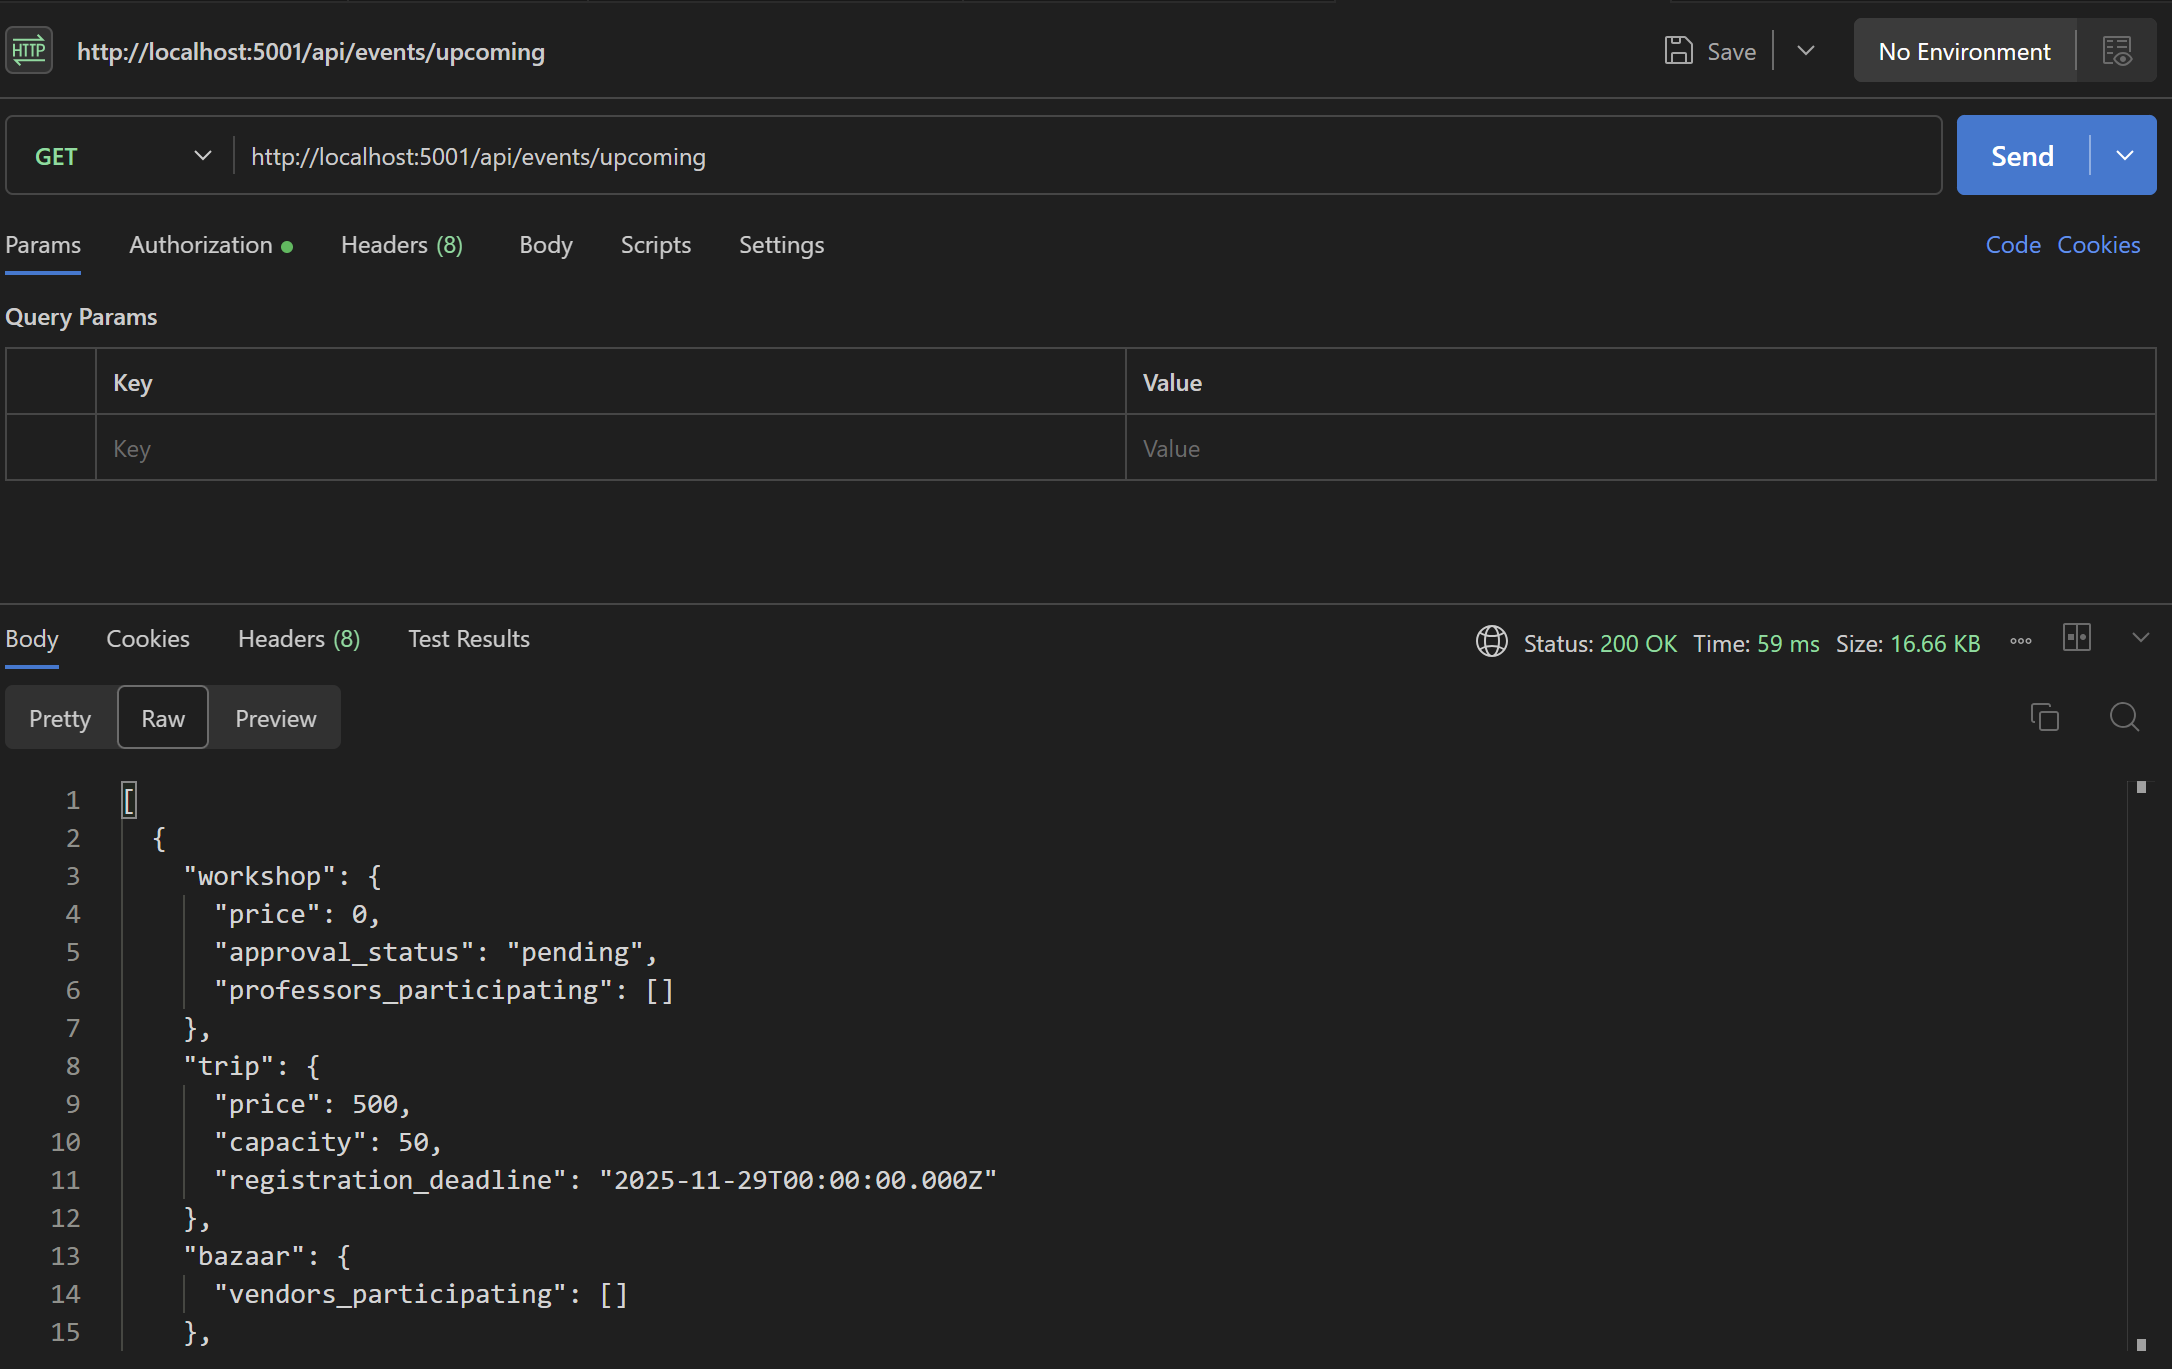 HTTP http://localhost:5001/api/events/upcoming Save No Environment
GET http://localhost:5001/api/events/upcoming Send
Params Authorization Headers (8) Body Scripts Settings Code Cookies
Query Params
Key Value
Key Value
Body Cookies Headers (8) Test Results Status: 200 OK Time: 59 ms Size: 16.66 KB
Pretty Raw Preview
1 [
2 {
3 "workshop": {
4 "price": 0,
5 "approval_status": "pending",
6 "professors_participating": []
7 },
8 "trip": {
9 "price": 500,
10 "capacity": 50,
11 "registration_deadline": "2025-11-29T00:00:00.000Z"
12 },
13 "bazaar": {
14 "vendors_participating": []
15 },